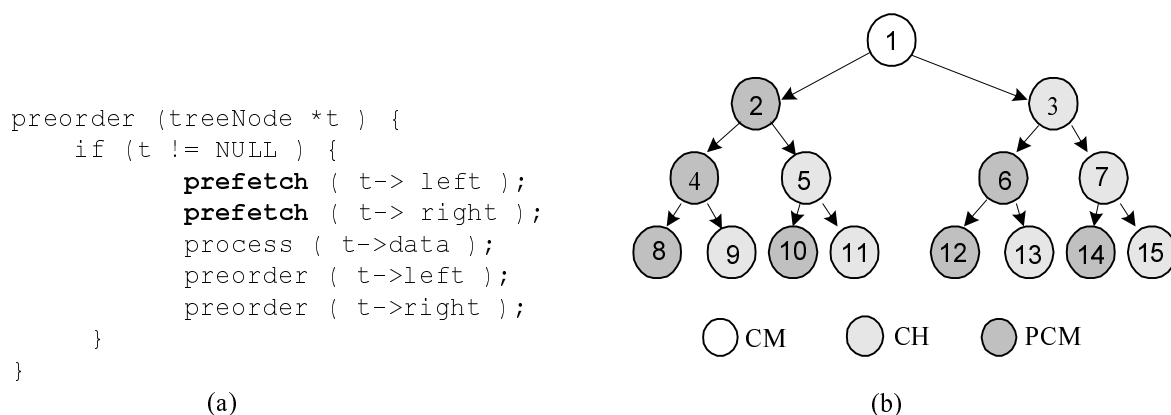 preorder (treeNode *t ) {
if (t != NULL ) {
prefetch ( t-> left );
prefetch ( t-> right );
process ( t->data );
preorder ( t->left );
preorder ( t->right );
}
}
(a)
1
2 3
4 5 6 7
8 9 10 11 12 13 14 15
CM CH PCM
(b)